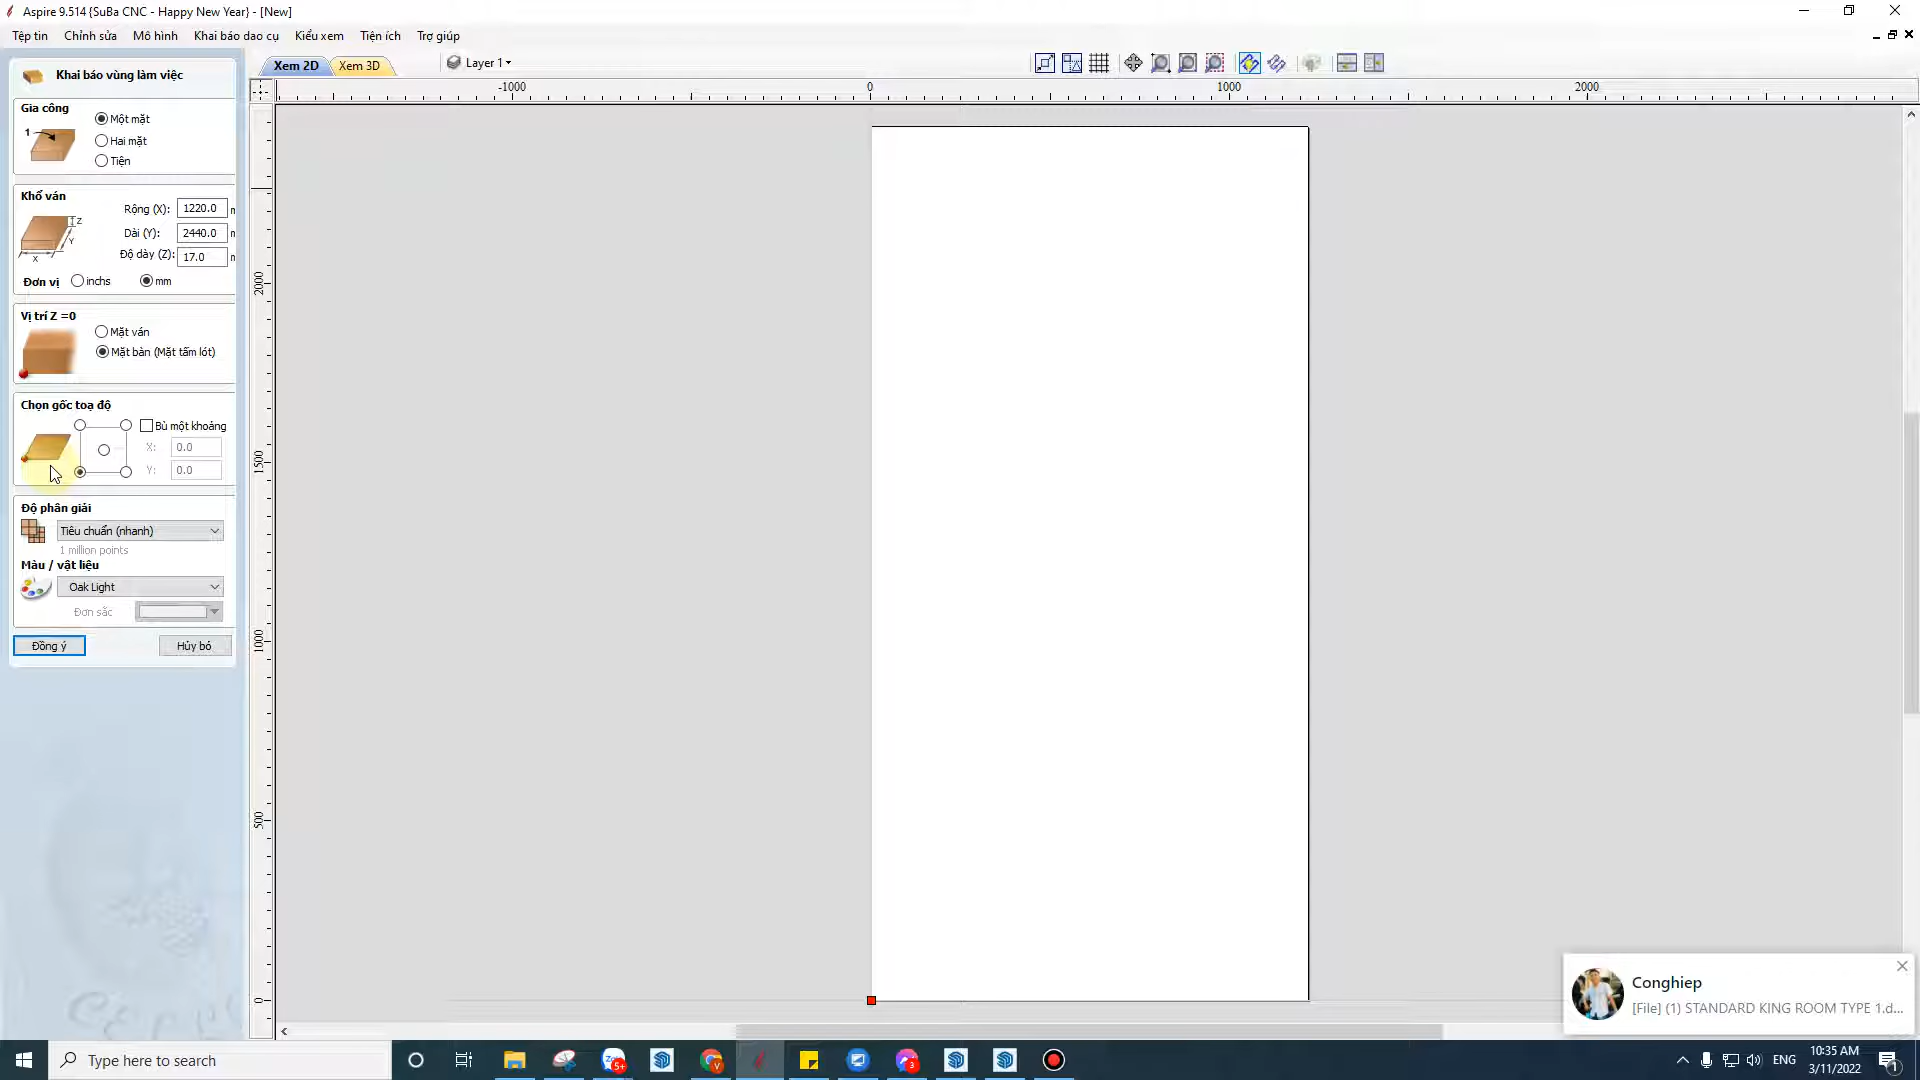 Aspire 9.514 {SuBa CNC - Happy New Year} - [New]
Tệp tin Chỉnh sửa Mô hình Khai báo dao cụ Kiểu xem Tiện ích Trợ giúp
Khai báo vùng làm việc
Xem 2D Xem 3D Layer 1
-1000 0 1000 2000
Gia công
1
Một mặt
Hai mặt
Tiện
Khổ ván
Rộng (X): 1220.0
Dài (Y): 2440.0
Độ dày (Z): 17.0
Z
Y
X
Đơn vị inchs mm
Vị trí Z =0
Mặt ván
Mặt bàn (Mặt tấm lót)
Chọn gốc toạ độ
Bù một khoảng
X: 0.0
Y: 0.0
Độ phân giải
Tiêu chuẩn (nhanh)
1 million points
Màu / vật liệu
Oak Light
Đơn sắc
Đồng ý Hủy bỏ
2000
1500
1000
500
0
Conghiep
[File] (1) STANDARD KING ROOM TYPE 1.d...
Type here to search
5+
V
3
ENG
10:35 AM
3/11/2022
1